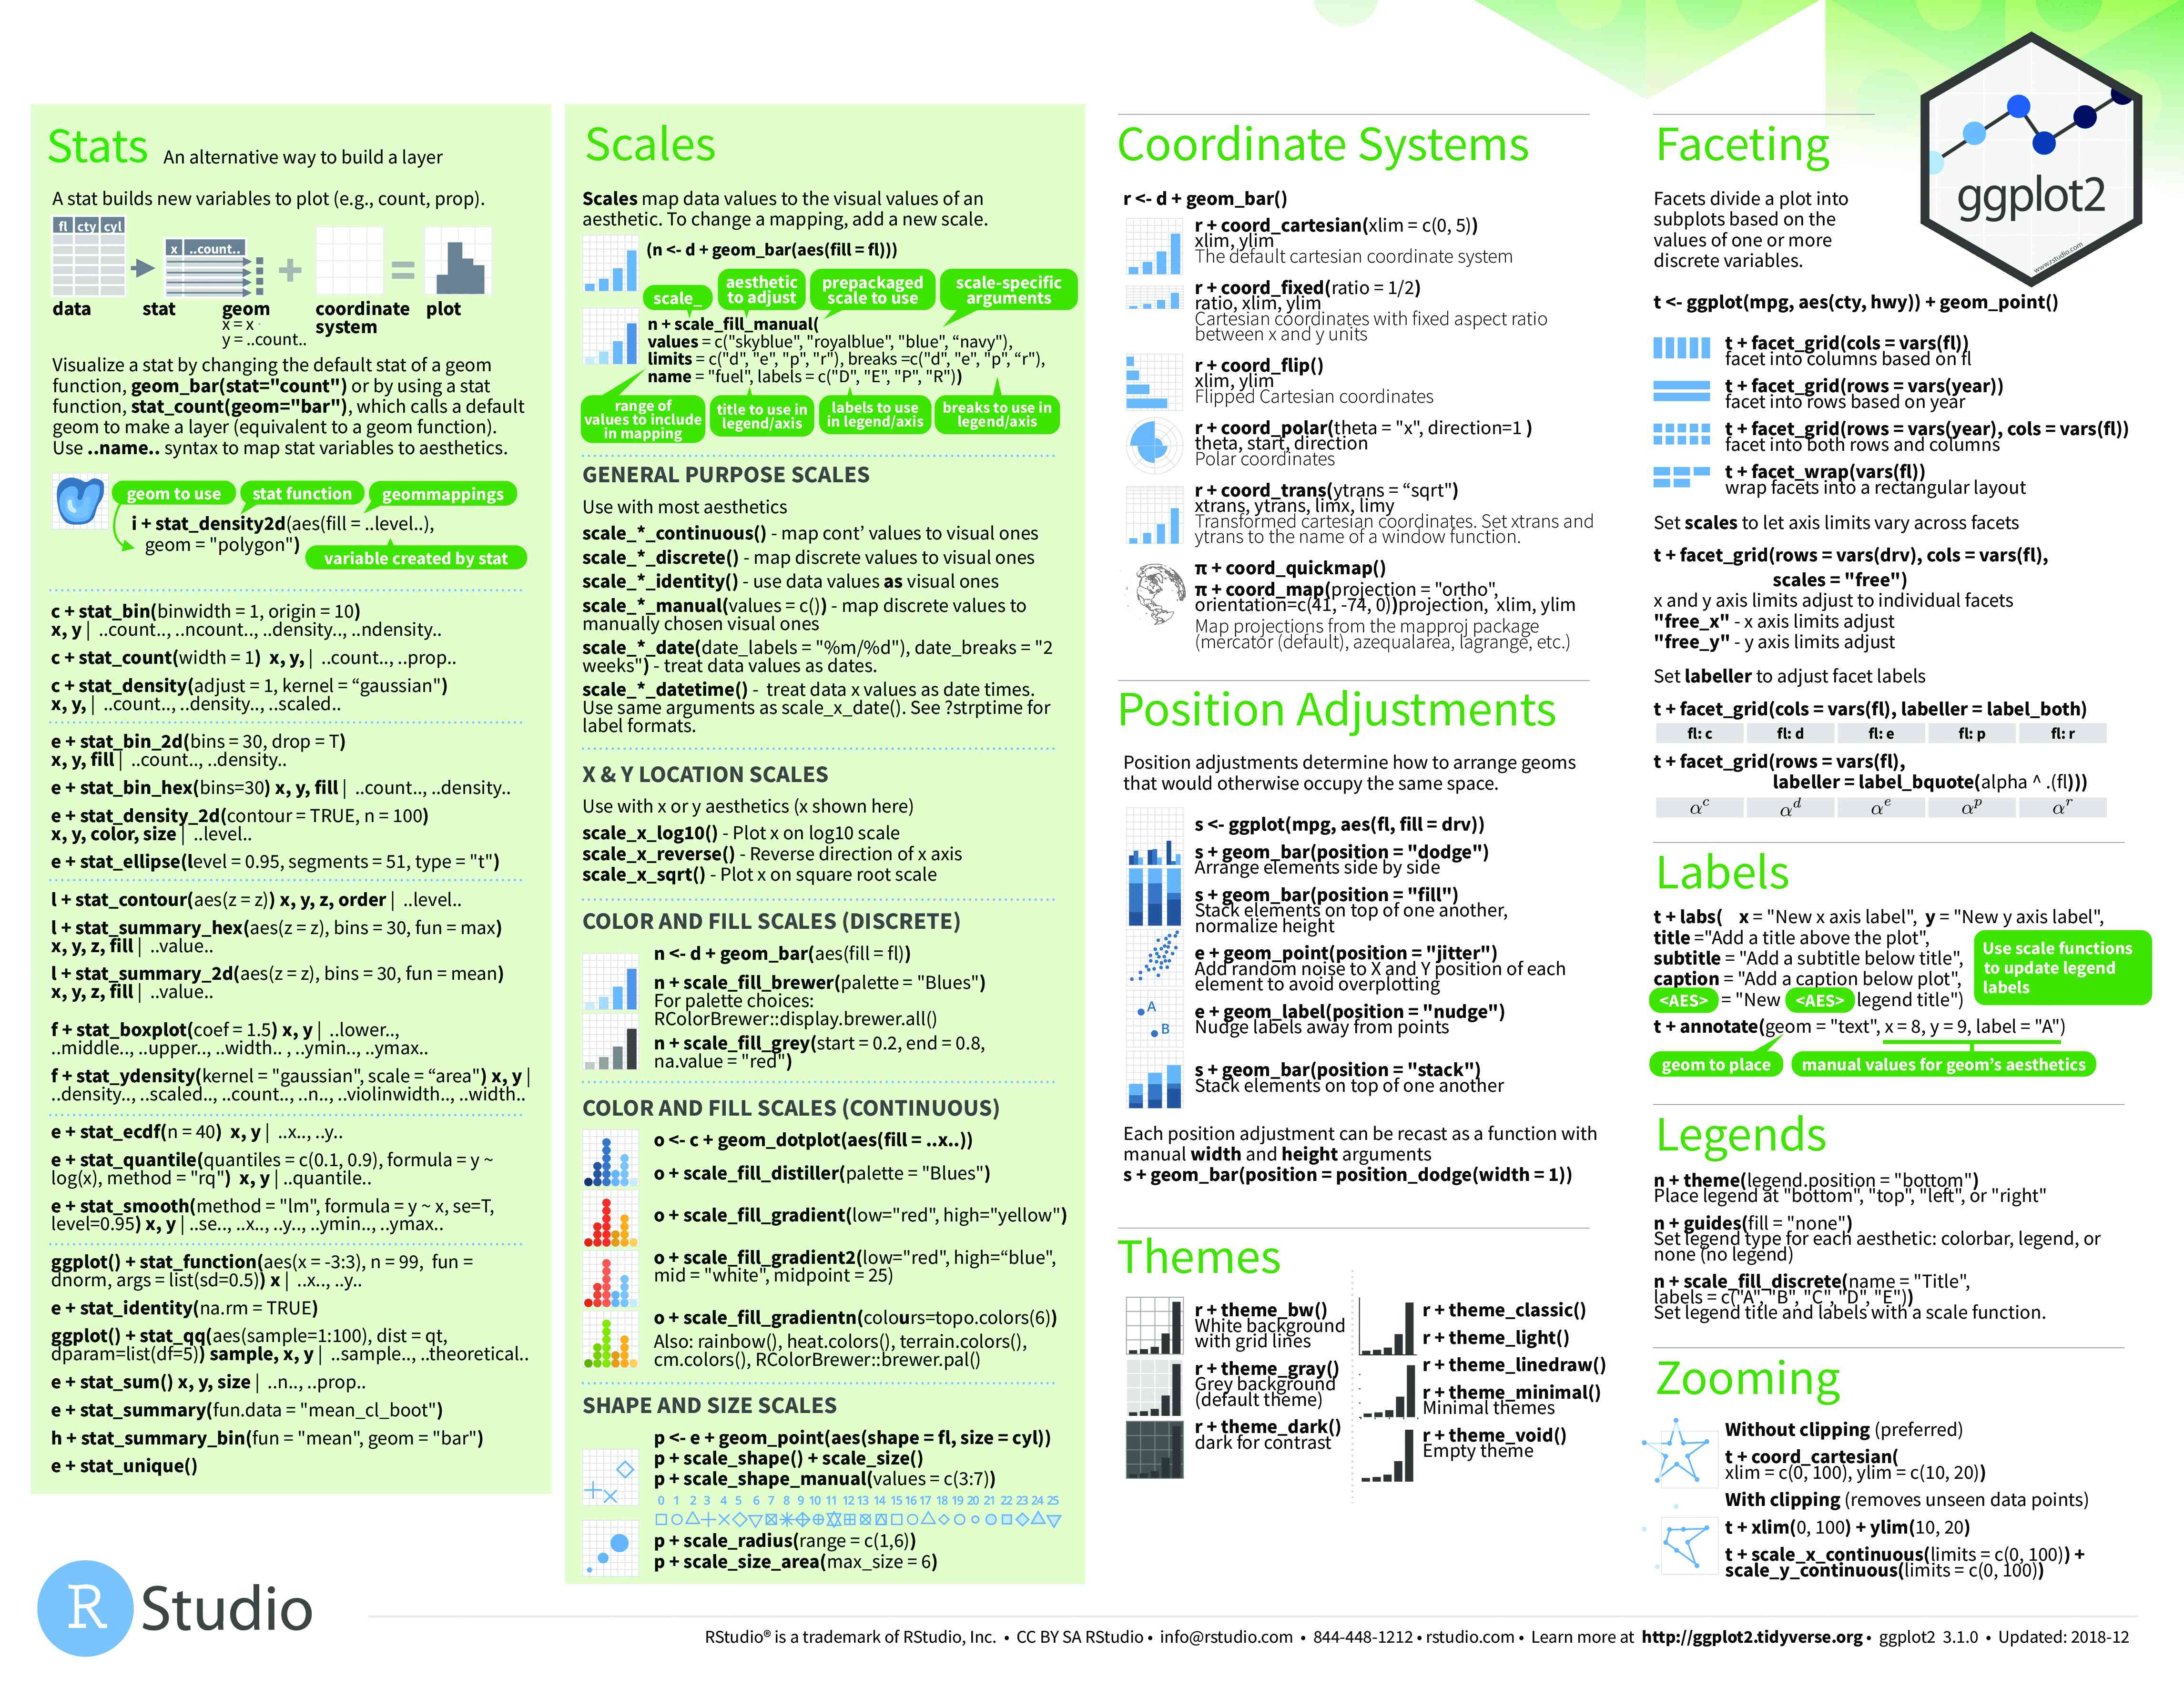 Stats An alternative way to build a layer
A stat builds new variables to plot (e.g., count, prop).
fl cty cyl
x ..count..
data stat geom coordinate plot
x = x · system
y = ..count..
Visualize a stat by changing the default stat of a geom
function, geom_bar(stat="count") or by using a stat
function, stat_count(geom="bar"), which calls a default
geom to make a layer (equivalent to a geom function).
Use ..name.. syntax to map stat variables to aesthetics.
geom to use stat function geommappings
i + stat_density2d(aes(fill = ..level..),
geom = "polygon")
variable created by stat
c + stat_bin(binwidth = 1, origin = 10)
x, y | ..count.., ..ncount.., ..density.., ..ndensity..
c + stat_count(width = 1) x, y, | ..count.., ..prop..
c + stat_density(adjust = 1, kernel = “gaussian")
x, y, | ..count.., ..density.., ..scaled..
e + stat_bin_2d(bins = 30, drop = T)
x, y, fill | ..count.., ..density..
e + stat_bin_hex(bins=30) x, y, fill | ..count.., ..density..
e + stat_density_2d(contour = TRUE, n = 100)
x, y, color, size | ..level..
e + stat_ellipse(level = 0.95, segments = 51, type = "t")
l + stat_contour(aes(z = z)) x, y, z, order | ..level..
l + stat_summary_hex(aes(z = z), bins = 30, fun = max)
x, y, z, fill | ..value..
l + stat_summary_2d(aes(z = z), bins = 30, fun = mean)
x, y, z, fill | ..value..
f + stat_boxplot(coef = 1.5) x, y | ..lower..,
..middle.., ..upper.., ..width.. , ..ymin.., ..ymax..
f + stat_ydensity(kernel = "gaussian", scale = “area") x, y |
..density.., ..scaled.., ..count.., ..n.., ..violinwidth.., ..width..
e + stat_ecdf(n = 40) x, y | ..x.., ..y..
e + stat_quantile(quantiles = c(0.1, 0.9), formula = y ~
log(x), method = "rq") x, y | ..quantile..
e + stat_smooth(method = "lm", formula = y ~ x, se=T,
level=0.95) x, y | ..se.., ..x.., ..y.., ..ymin.., ..ymax..
ggplot() + stat_function(aes(x = -3:3), n = 99, fun =
dnorm, args = list(sd=0.5)) x | ..x.., ..y..
e + stat_identity(na.rm = TRUE)
ggplot() + stat_qq(aes(sample=1:100), dist = qt,
dparam=list(df=5)) sample, x, y | ..sample.., ..theoretical..
e + stat_sum() x, y, size | ..n.., ..prop..
e + stat_summary(fun.data = "mean_cl_boot")
h + stat_summary_bin(fun = "mean", geom = "bar")
e + stat_unique()
Scales
Scales map data values to the visual values of an
aesthetic. To change a mapping, add a new scale.
(n <- d + geom_bar(aes(fill = fl)))
scale_ aesthetic to adjust prepackaged scale to use scale-specific arguments
n + scale_fill_manual(
values = c("skyblue", "royalblue", "blue", “navy"),
limits = c("d", "e", "p", "r"), breaks =c("d", "e", "p", “r"),
name = "fuel", labels = c("D", "E", "P", "R"))
range of
values to include
in mapping
title to use in
legend/axis
labels to use
in legend/axis
breaks to use in
legend/axis
GENERAL PURPOSE SCALES
Use with most aesthetics
scale_*_continuous() - map cont’ values to visual ones
scale_*_discrete() - map discrete values to visual ones
scale_*_identity() - use data values as visual ones
scale_*_manual(values = c()) - map discrete values to
manually chosen visual ones
scale_*_date(date_labels = "%m/%d"), date_breaks = "2
weeks") - treat data values as dates.
scale_*_datetime() - treat data x values as date times.
Use same arguments as scale_x_date(). See ?strptime for
label formats.
X & Y LOCATION SCALES
Use with x or y aesthetics (x shown here)
scale_x_log10() - Plot x on log10 scale
scale_x_reverse() - Reverse direction of x axis
scale_x_sqrt() - Plot x on square root scale
COLOR AND FILL SCALES (DISCRETE)
n <- d + geom_bar(aes(fill = fl))
n + scale_fill_brewer(palette = "Blues")
For palette choices:
RColorBrewer::display.brewer.all()
n + scale_fill_grey(start = 0.2, end = 0.8,
na.value = "red")
COLOR AND FILL SCALES (CONTINUOUS)
o <- c + geom_dotplot(aes(fill = ..x..))
o + scale_fill_distiller(palette = "Blues")
o + scale_fill_gradient(low="red", high="yellow")
o + scale_fill_gradient2(low="red", high=“blue",
mid = "white", midpoint = 25)
o + scale_fill_gradientn(colours=topo.colors(6))
Also: rainbow(), heat.colors(), terrain.colors(),
cm.colors(), RColorBrewer::brewer.pal()
SHAPE AND SIZE SCALES
p <- e + geom_point(aes(shape = fl, size = cyl))
p + scale_shape() + scale_size()
p + scale_shape_manual(values = c(3:7))
0 1 2 3 4 5 6 7 8 9 10 11 12 13 14 15 16 17 18 19 20 21 22 23 24 25
p + scale_radius(range = c(1,6))
p + scale_size_area(max_size = 6)
Coordinate Systems
r <- d + geom_bar()
r + coord_cartesian(xlim = c(0, 5))
xlim, ylim
The default cartesian coordinate system
r + coord_fixed(ratio = 1/2)
ratio, xlim, ylim
Cartesian coordinates with fixed aspect ratio
between x and y units
r + coord_flip()
xlim, ylim
Flipped Cartesian coordinates
r + coord_polar(theta = "x", direction=1 )
theta, start, direction
Polar coordinates
r + coord_trans(ytrans = “sqrt")
xtrans, ytrans, limx, limy
Transformed cartesian coordinates. Set xtrans and
ytrans to the name of a window function.
π + coord_quickmap()
π + coord_map(projection = "ortho",
orientation=c(41, -74, 0))projection, xlim, ylim
Map projections from the mapproj package
(mercator (default), azequalarea, lagrange, etc.)
Position Adjustments
Position adjustments determine how to arrange geoms
that would otherwise occupy the same space.
s <- ggplot(mpg, aes(fl, fill = drv))
s + geom_bar(position = "dodge")
Arrange elements side by side
s + geom_bar(position = "fill")
Stack elements on top of one another,
normalize height
e + geom_point(position = "jitter")
Add random noise to X and Y position of each
element to avoid overplotting
A
B
e + geom_label(position = "nudge")
Nudge labels away from points
s + geom_bar(position = "stack")
Stack elements on top of one another
Each position adjustment can be recast as a function with
manual width and height arguments
s + geom_bar(position = position_dodge(width = 1))
Themes
r + theme_bw()
White background
with grid lines
r + theme_gray()
Grey background
(default theme)
r + theme_dark()
dark for contrast
r + theme_classic()
r + theme_light()
r + theme_linedraw()
r + theme_minimal()
Minimal themes
r + theme_void()
Empty theme
Faceting
ggplot2
www.rstudio.com
Facets divide a plot into
subplots based on the
values of one or more
discrete variables.
t <- ggplot(mpg, aes(cty, hwy)) + geom_point()
t + facet_grid(cols = vars(fl))
facet into columns based on fl
t + facet_grid(rows = vars(year))
facet into rows based on year
t + facet_grid(rows = vars(year), cols = vars(fl))
facet into both rows and columns
t + facet_wrap(vars(fl))
wrap facets into a rectangular layout
Set scales to let axis limits vary across facets
t + facet_grid(rows = vars(drv), cols = vars(fl),
scales = "free")
x and y axis limits adjust to individual facets
"free_x" - x axis limits adjust
"free_y" - y axis limits adjust
Set labeller to adjust facet labels
t + facet_grid(cols = vars(fl), labeller = label_both)
fl: c fl: d fl: e fl: p fl: r
t + facet_grid(rows = vars(fl),
labeller = label_bquote(alpha ^ .(fl)))
α^c α^d α^e α^p α^r
Labels
t + labs( x = "New x axis label", y = "New y axis label",
title ="Add a title above the plot",
subtitle = "Add a subtitle below title",
caption = "Add a caption below plot",
<AES> = "New <AES> legend title")
Use scale functions
to update legend
labels
t + annotate(geom = "text", x = 8, y = 9, label = "A")
geom to place manual values for geom’s aesthetics
Legends
n + theme(legend.position = "bottom")
Place legend at "bottom", "top", "left", or "right"
n + guides(fill = "none")
Set legend type for each aesthetic: colorbar, legend, or
none (no legend)
n + scale_fill_discrete(name = "Title",
labels = c("A", "B", "C", "D", "E"))
Set legend title and labels with a scale function.
Zooming
Without clipping (preferred)
t + coord_cartesian(
xlim = c(0, 100), ylim = c(10, 20))
With clipping (removes unseen data points)
t + xlim(0, 100) + ylim(10, 20)
t + scale_x_continuous(limits = c(0, 100)) +
scale_y_continuous(limits = c(0, 100))
R Studio
RStudio® is a trademark of RStudio, Inc. • CC BY SA RStudio • info@rstudio.com • 844-448-1212 • rstudio.com • Learn more at http://ggplot2.tidyverse.org • ggplot2 3.1.0 • Updated: 2018-12